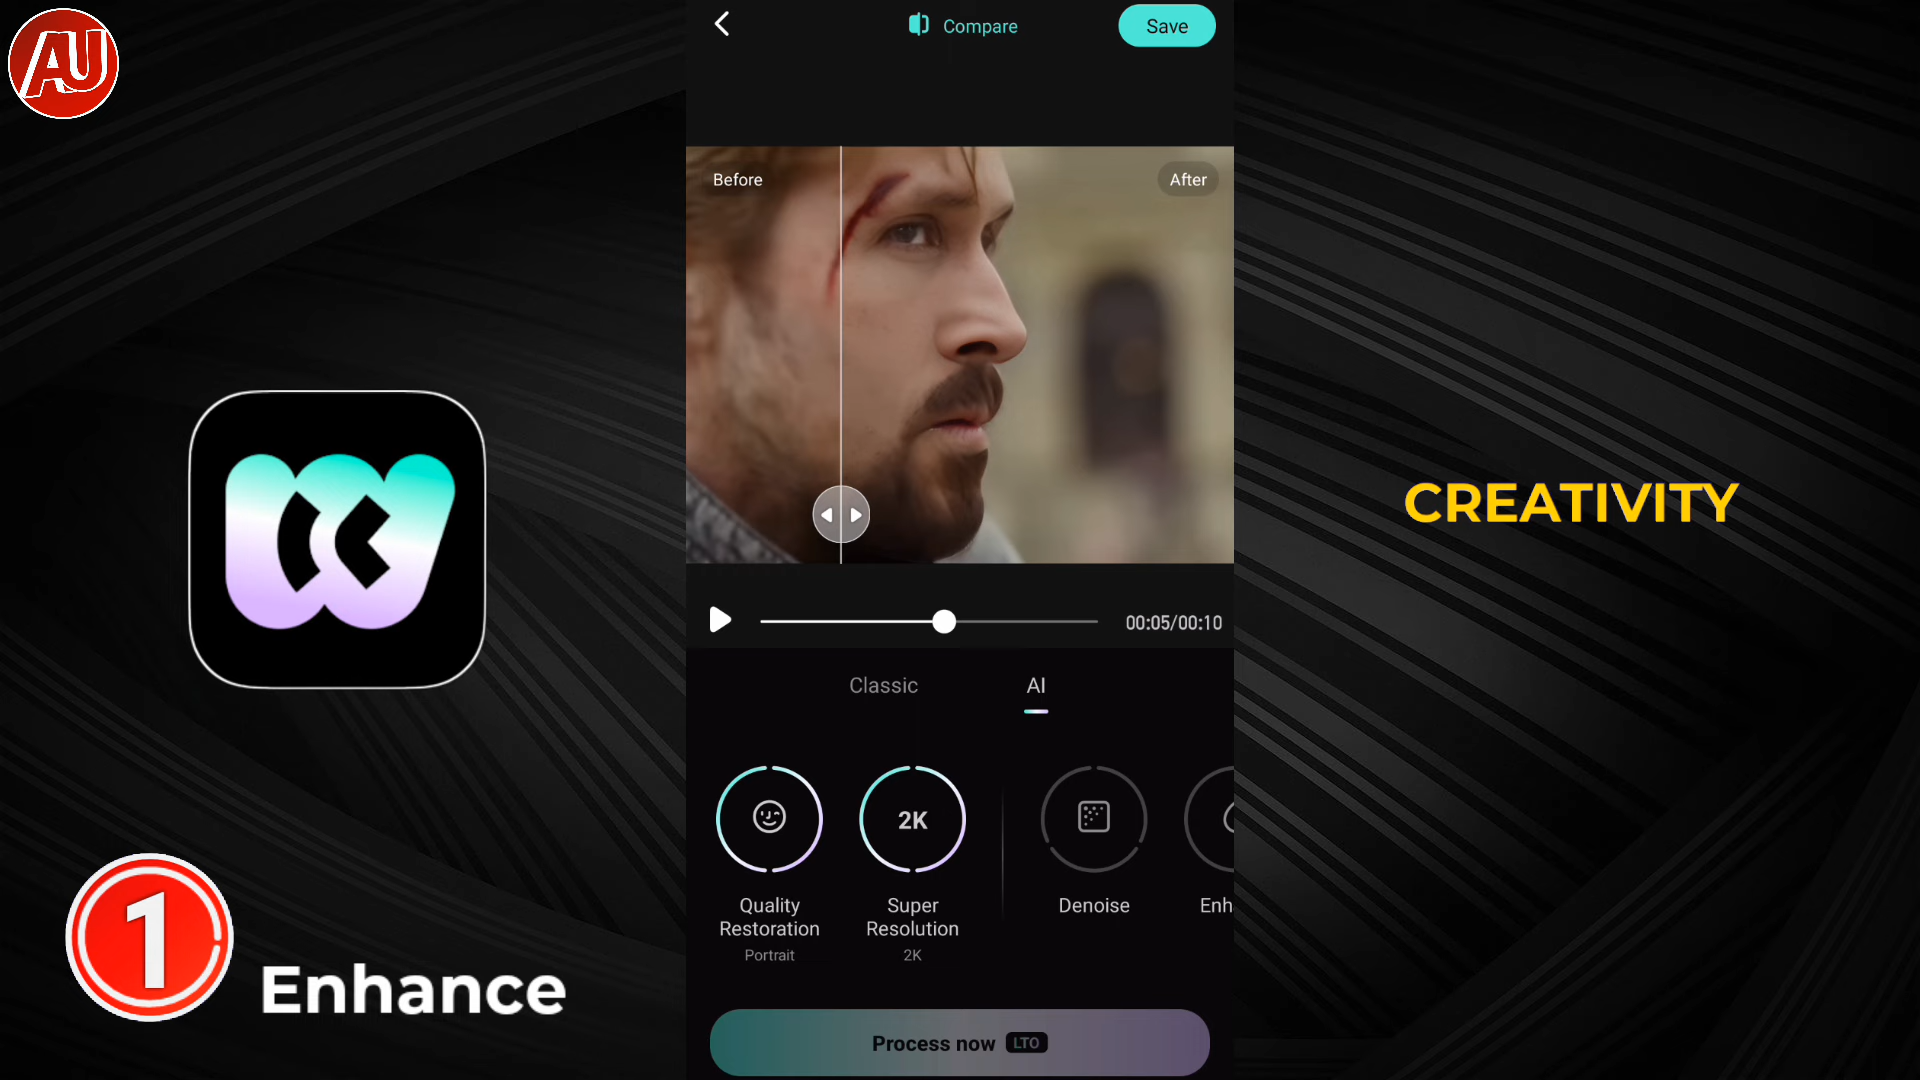 AU
Compare
Save
Before
After
CREATIVITY
00:05/00:10
Classic
AI
2K
Quality
Restoration
Portrait
Super
Resolution
2K
Denoise
Enh
1
Enhance
Process now LTO